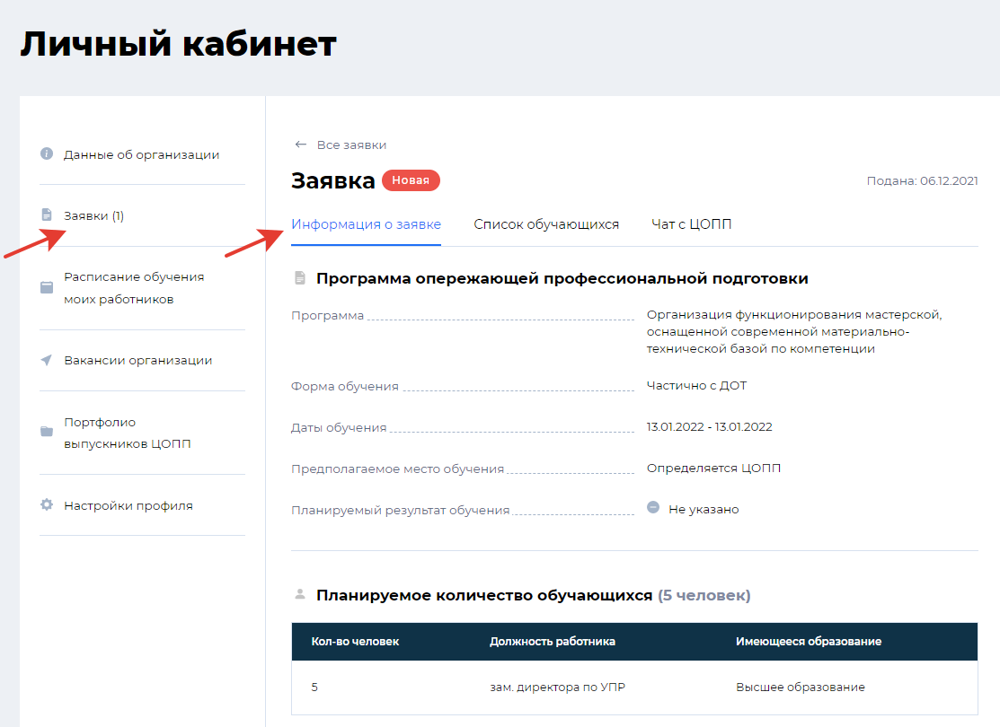 Личный кабинет
Данные об организации
Заявки (1)
Расписание обучения
моих работников
Вакансии организации
Портфолио
выпускников ЦОПП
Настройки профиля
← Все заявки
Заявка Новая
Подана: 06.12.2021
Информация о заявке Список обучающихся Чат с ЦОПП
Программа опережающей профессиональной подготовки
Программа Организация функционирования мастерской,
оснащенной современной материально-
технической базой по компетенции
Форма обучения Частично с ДОТ
Даты обучения 13.01.2022 - 13.01.2022
Предполагаемое место обучения Определяется ЦОПП
Планируемый результат обучения Не указано
Планируемое количество обучающихся (5 человек)
Кол-во человек Должность работника Имеющееся образование
5 зам. директора по УПР Высшее образование